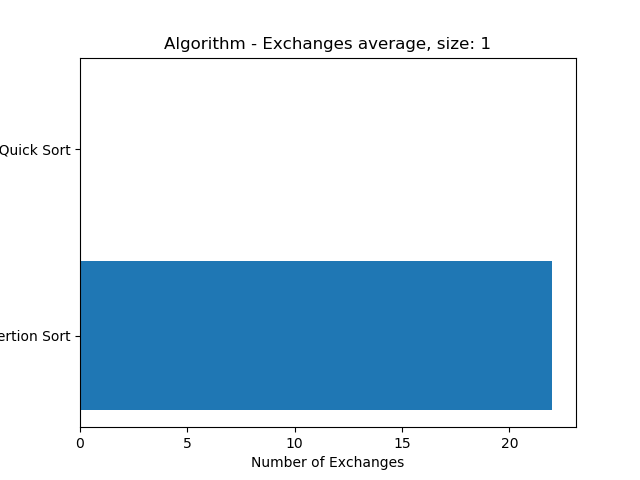 Algorithm - Exchanges average, size: 1
Quick Sort
ertion Sort
0 5 10 15 20
Number of Exchanges